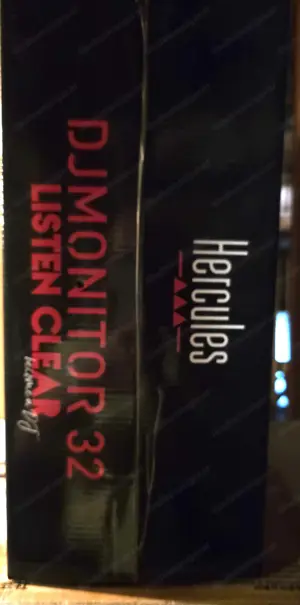 Hercules
DJMONITOR 32
LISTEN CLEAR